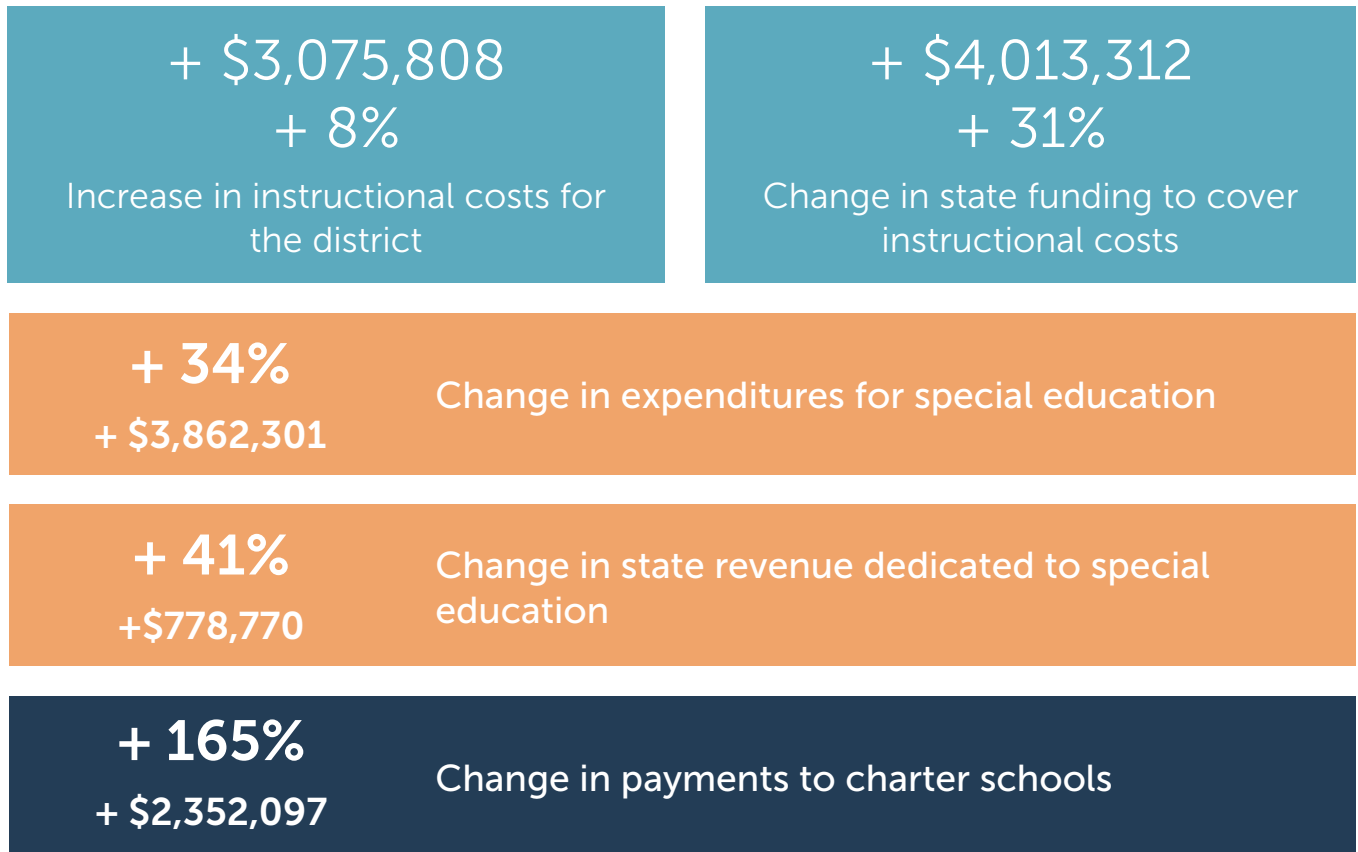 + $3,075,808
+ 8%
Increase in instructional costs for
the district
+ $4,013,312
+ 31%
Change in state funding to cover
instructional costs
+ 34%
+ $3,862,301
Change in expenditures for special education
+ 41%
+$778,770
Change in state revenue dedicated to special
education
+ 165%
+ $2,352,097
Change in payments to charter schools